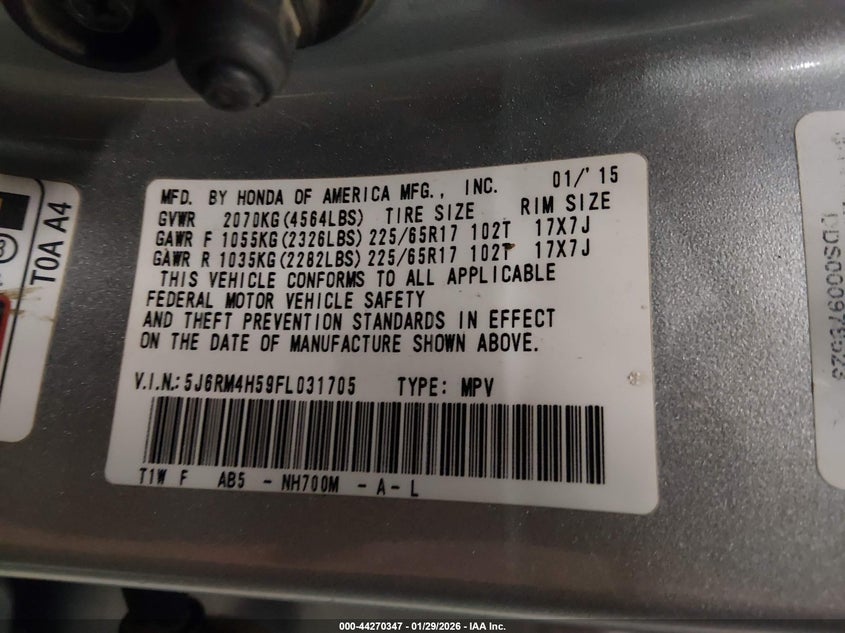 MFD. BY HONDA OF AMERICA MFG., INC. 01/'15
GVWR 2070KG(4564LBS) TIRE SIZE RIM SIZE
GAWR F 1055KG(2326LBS) 225/65R17 102T 17X7J
GAWR R 1035KG(2282LBS) 225/65R17 102T 17X7J
THIS VEHICLE CONFORMS TO ALL APPLICABLE
FEDERAL MOTOR VEHICLE SAFETY
AND THEFT PREVENTION STANDARDS IN EFFECT
ON THE DATE OF MANUFACTURE SHOWN ABOVE.
V.I.N.: 5J6RM4H59FL031705 TYPE: MPV
T1W F AB5 - NH700M - A - L
T0A A4
000-44270347 - 01/29/2026 - IAA Inc.